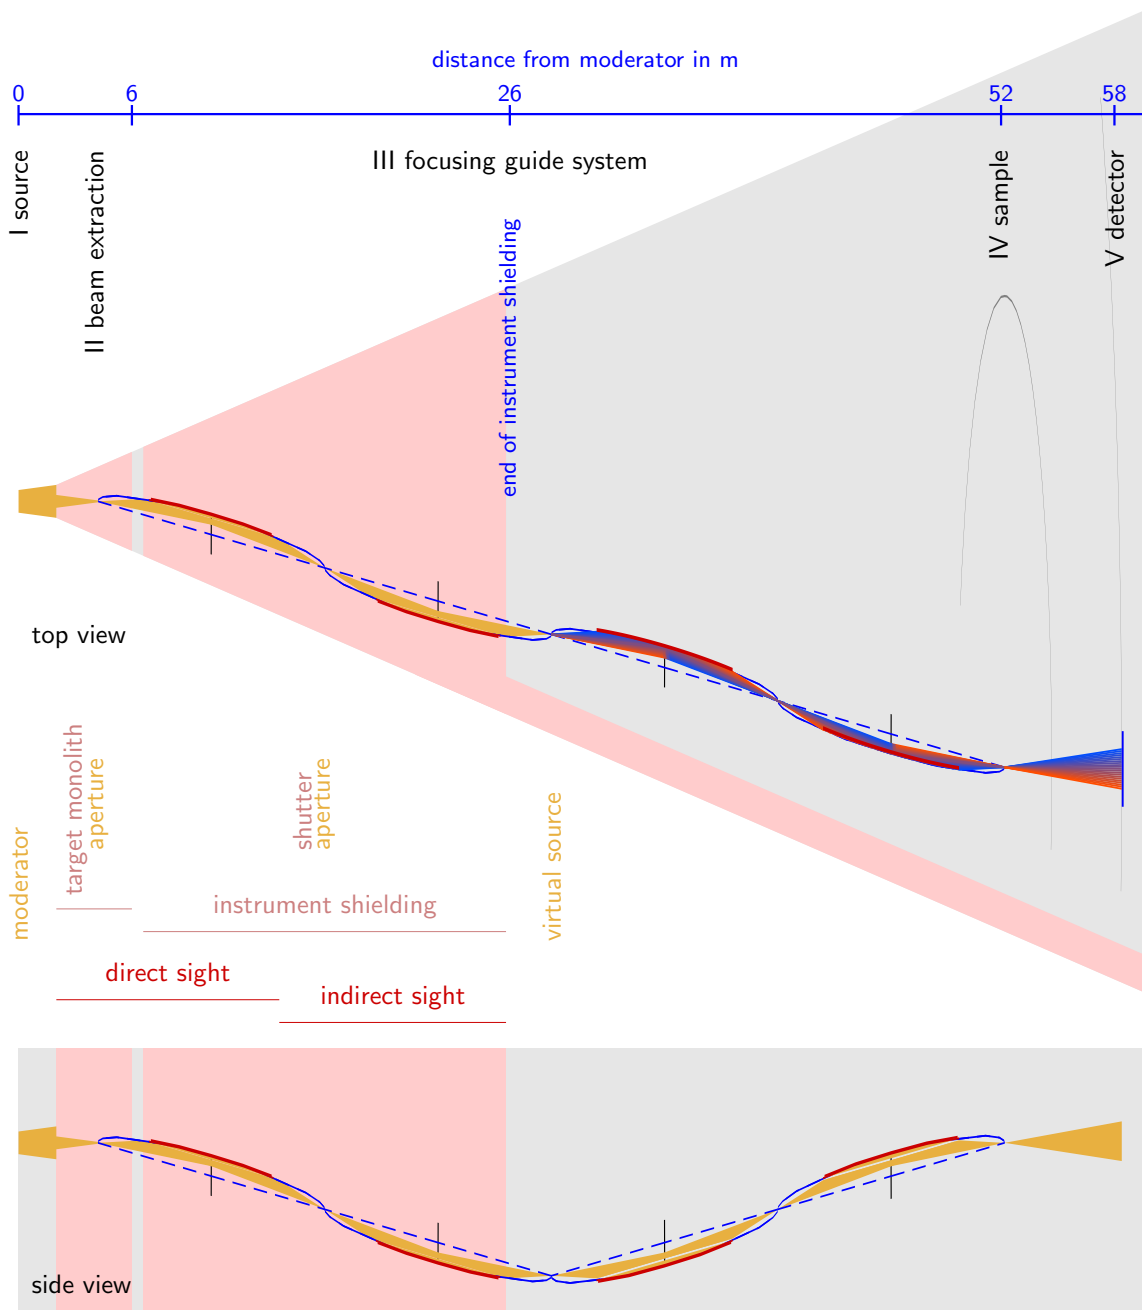 distance from moderator in m
0 6 26 52 58
I source
II beam extraction
III focusing guide system
end of instrument shielding
IV sample
V detector
top view
moderator
target monolith
aperture
shutter
aperture
virtual source
instrument shielding
direct sight
indirect sight
side view